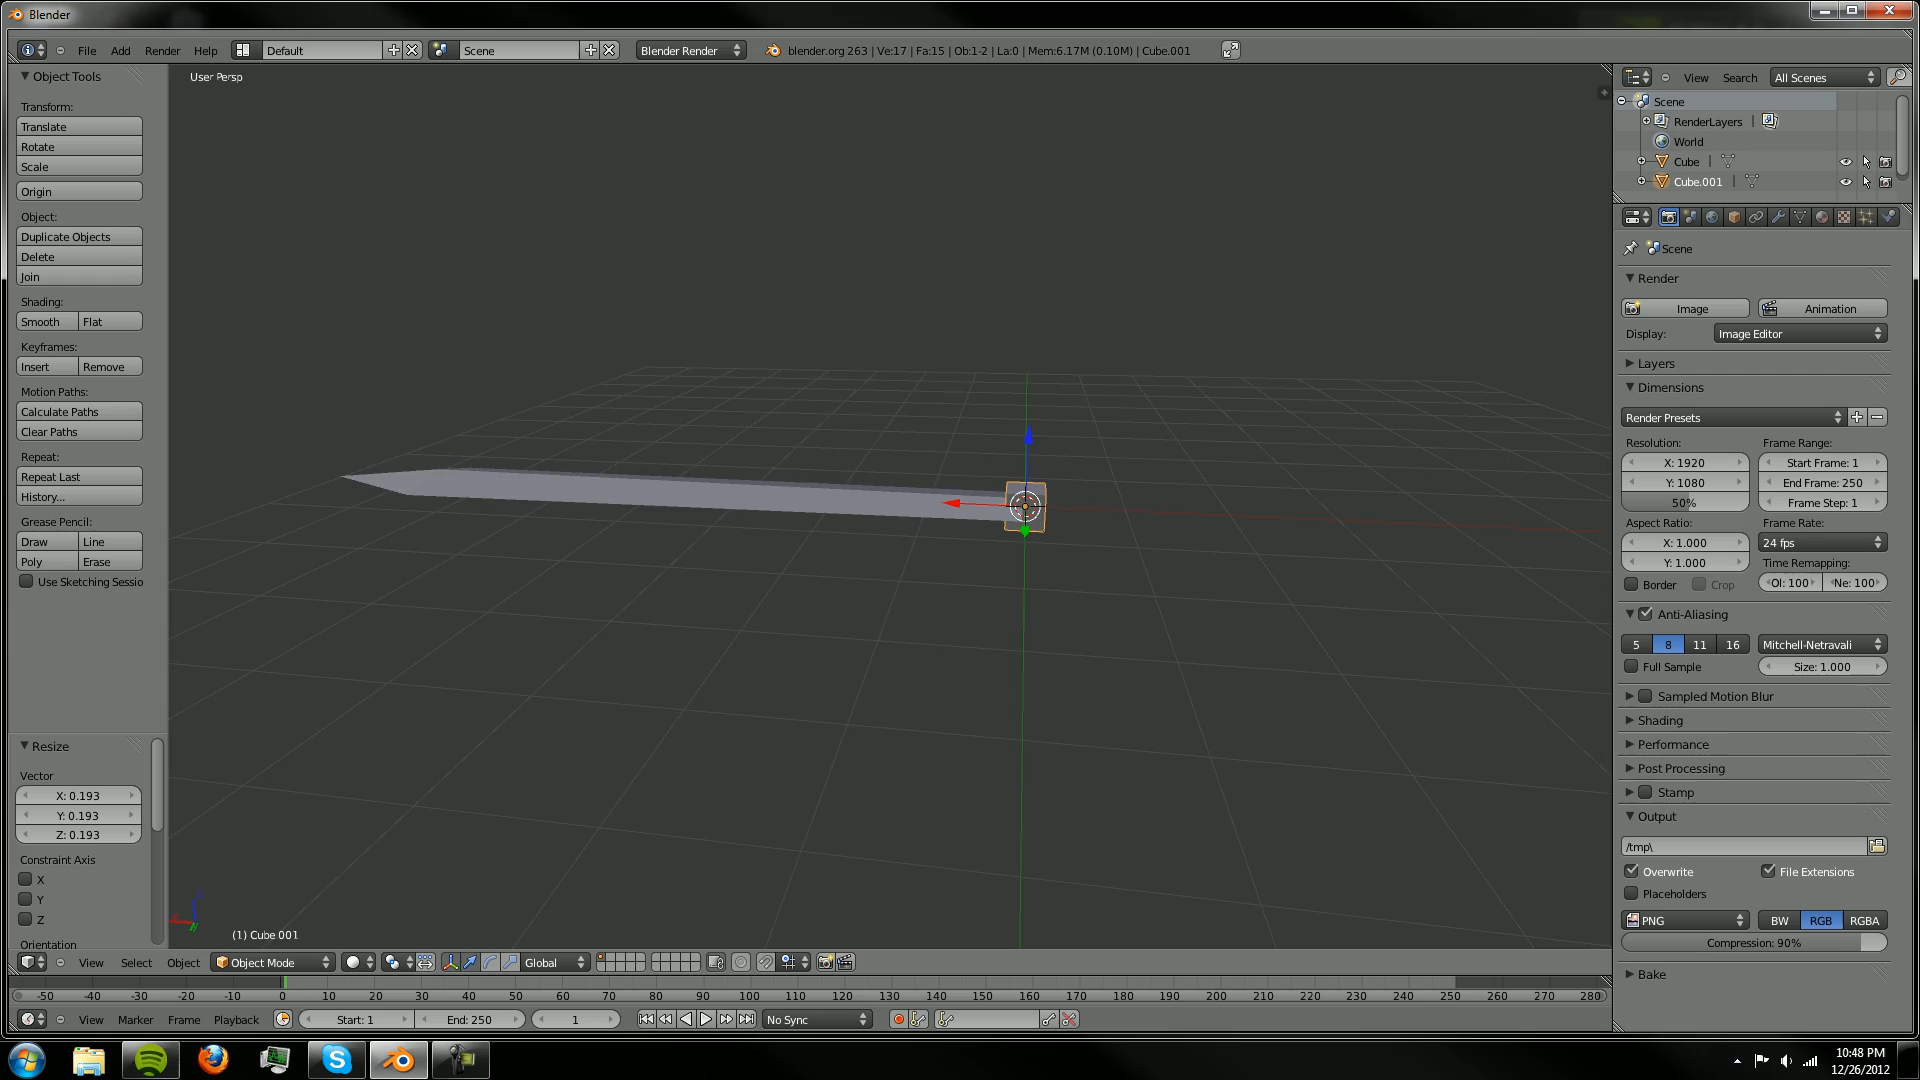 Blender
File Add Render Help Default Scene Blender Render blender.org 263 | Ve:17 | Fa:15 | Ob:1-2 | La:0 | Mem:6.17M (0.10M) | Cube.001
Object Tools
Transform:
Translate
Rotate
Scale
Origin
Object:
Duplicate Objects
Delete
Join
Shading:
Smooth Flat
Keyframes:
Insert Remove
Motion Paths:
Calculate Paths
Clear Paths
Repeat:
Repeat Last
History...
Grease Pencil:
Draw Line
Poly Erase
Use Sketching Sessio
Resize
Vector
X: 0.193
Y: 0.193
Z: 0.193
Constraint Axis
X
Y
Z
Orientation
User Persp
(1) Cube 001
View Select Object Object Mode Global
-50 -40 -30 -20 -10 0 10 20 30 40 50 60 70 80 90 100 110 120 130 140 150 160 170 180 190 200 210 220 230 240 250 260 270 280
View Marker Frame Playback Start: 1 End: 250 1 No Sync
View Search All Scenes
Scene
RenderLayers |
World
Cube |
Cube.001 |
Scene
Render
Image Animation
Display: Image Editor
Layers
Dimensions
Render Presets
Resolution: Frame Range:
X: 1920 Start Frame: 1
Y: 1080 End Frame: 250
50% Frame Step: 1
Aspect Ratio: Frame Rate:
X: 1.000 24 fps
Y: 1.000 Time Remapping:
Border Crop Ol: 100 Ne: 100
Anti-Aliasing
5 8 11 16 Mitchell-Netravali
Full Sample Size: 1.000
Sampled Motion Blur
Shading
Performance
Post Processing
Stamp
Output
/tmp\
Overwrite File Extensions
Placeholders
PNG BW RGB RGBA
Compression: 90%
Bake
10:48 PM
12/26/2012